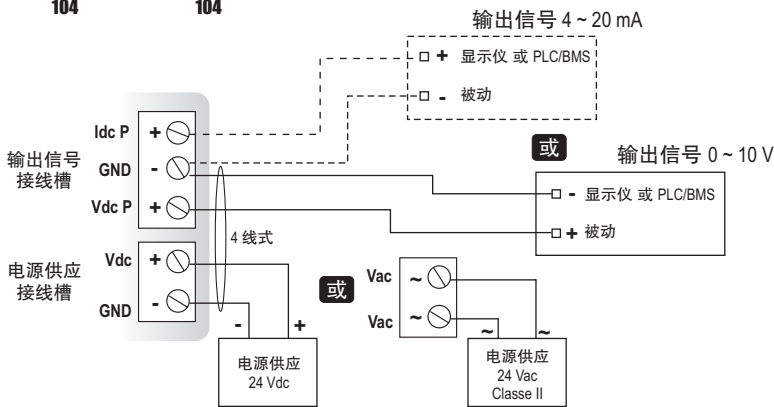 104 104
输出信号 4 ~ 20 mA
+ 显示仪 或 PLC/BMS
- 被动
Idc P +
输出信号
接线槽
GND -
Vdc P +
或
输出信号 0 ~ 10 V
- 显示仪 或 PLC/BMS
+ 被动
4 线式
电源供应
接线槽
Vdc +
GND -
- +
电源供应
24 Vdc
或
Vac ~
Vac ~
~ ~
电源供应
24 Vac
Classe II